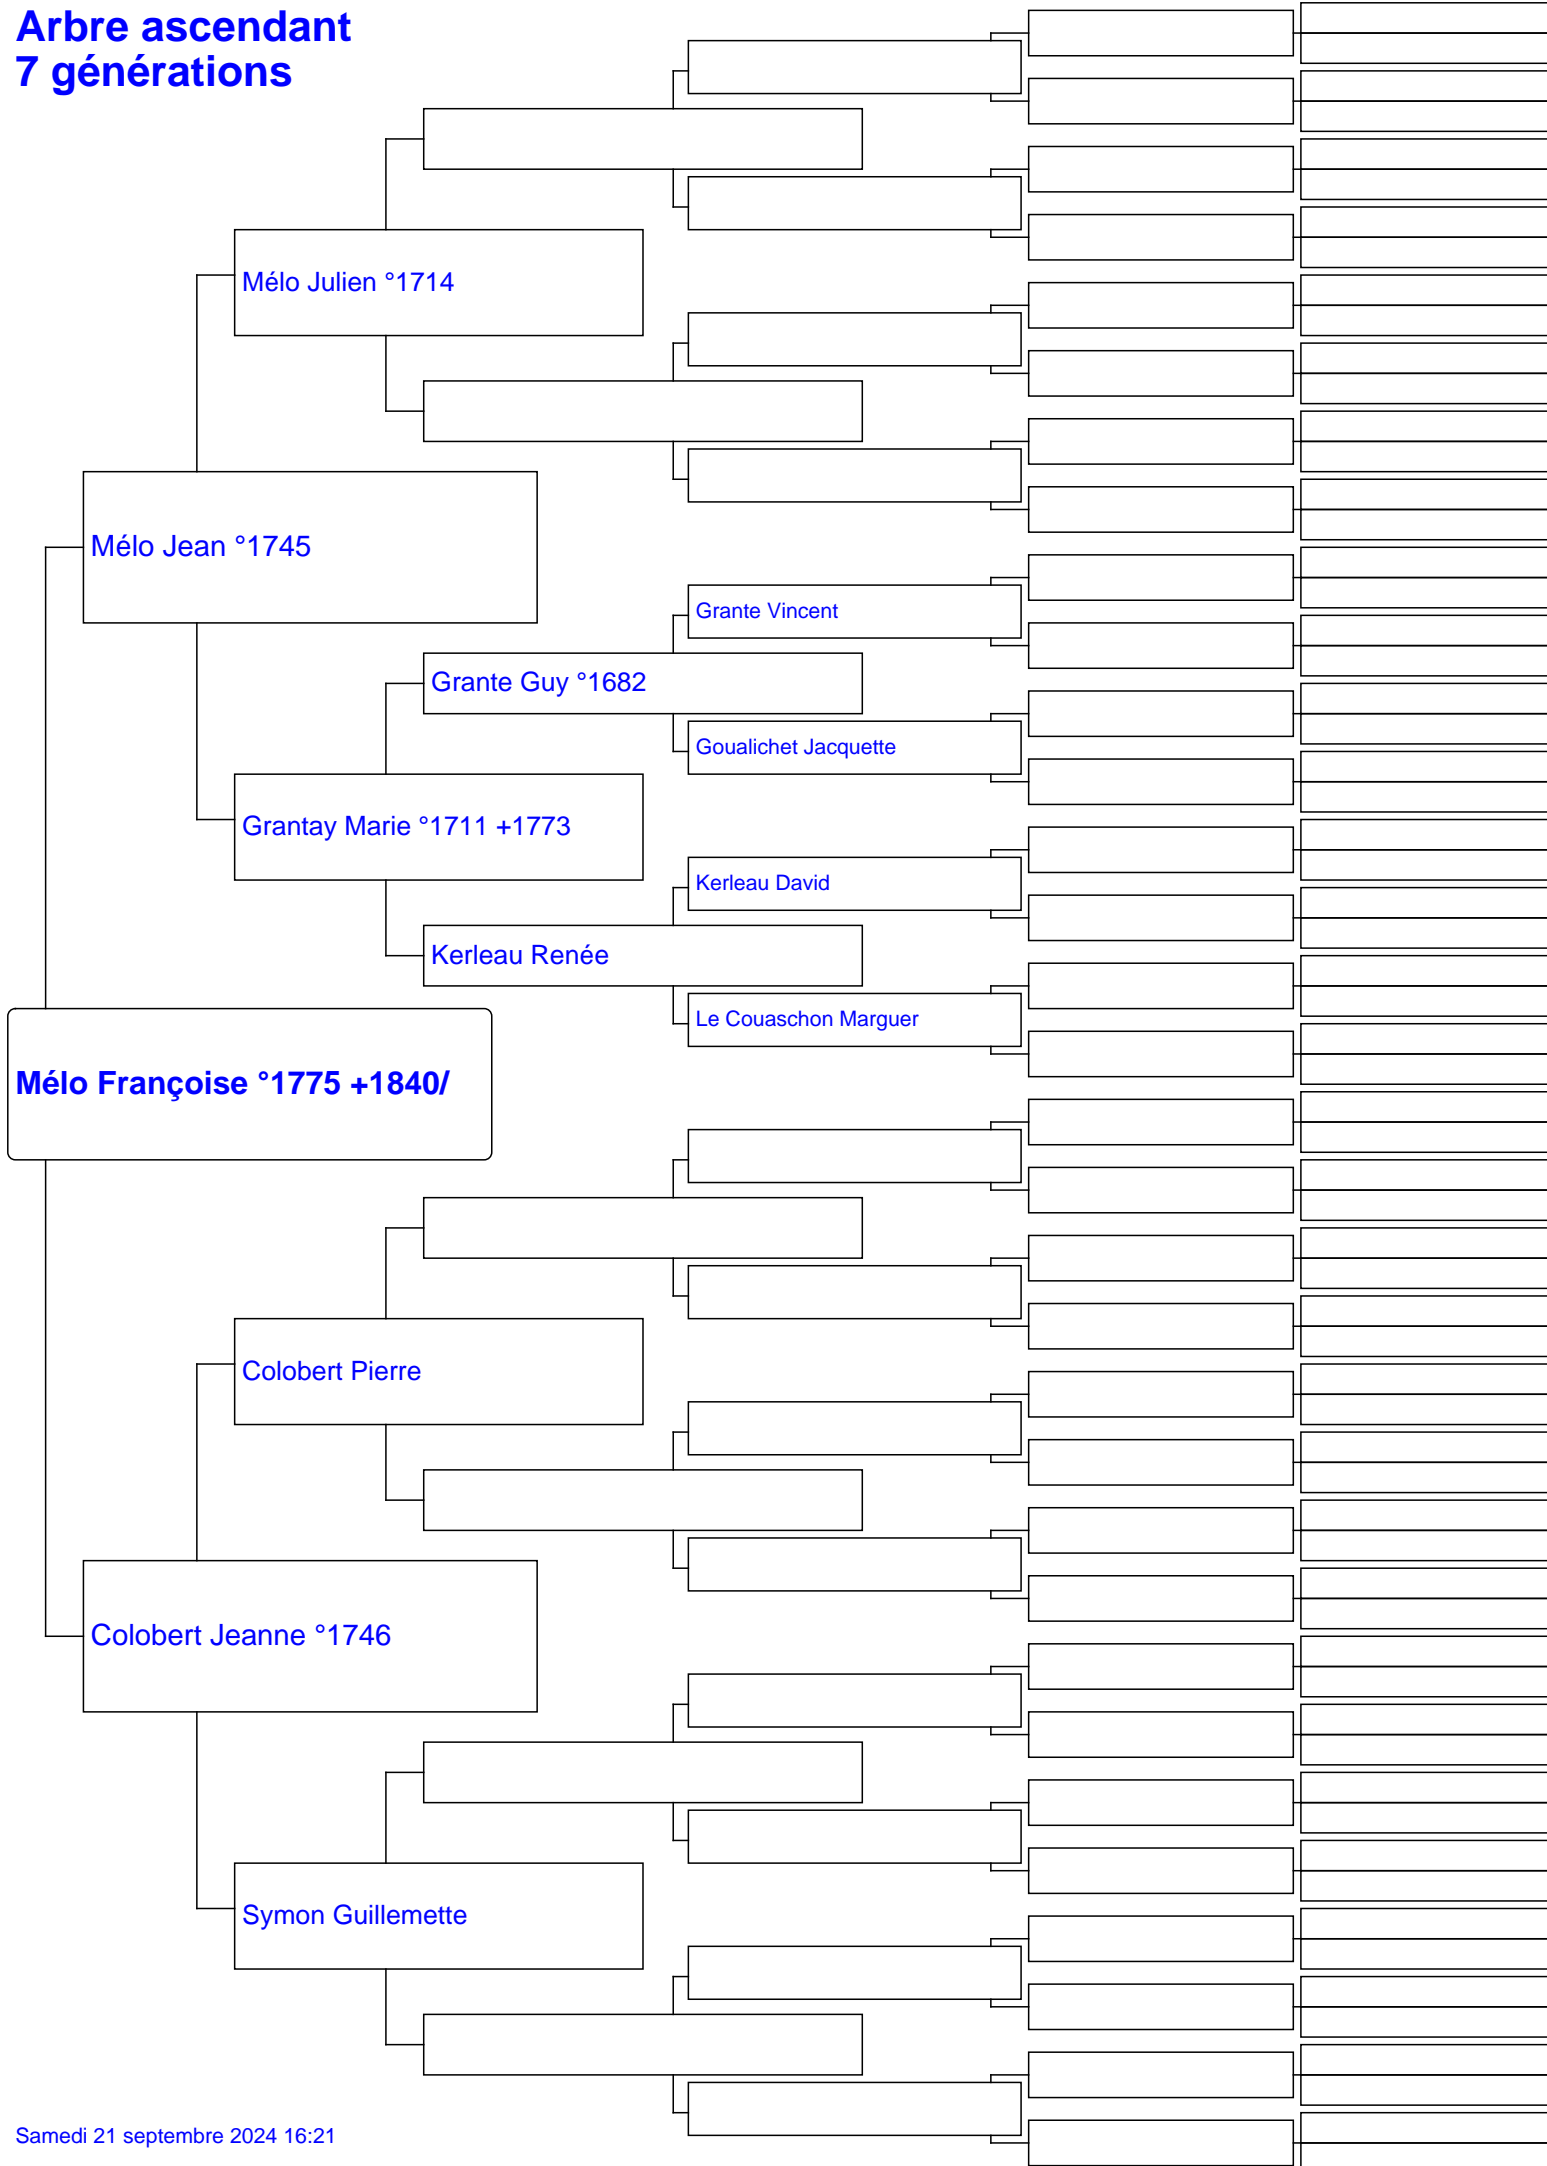 Arbre ascendant
7 générations
Mélo Julien °1714
Mélo Jean °1745
Grante Vincent
Grante Guy °1682
Goualichet Jacquette
Grantay Marie °1711 +1773
Kerleau David
Kerleau Renée
Le Couaschon Marguer
Mélo Françoise °1775 +1840/
Colobert Pierre
Colobert Jeanne °1746
Symon Guillemette
Samedi 21 septembre 2024 16:21